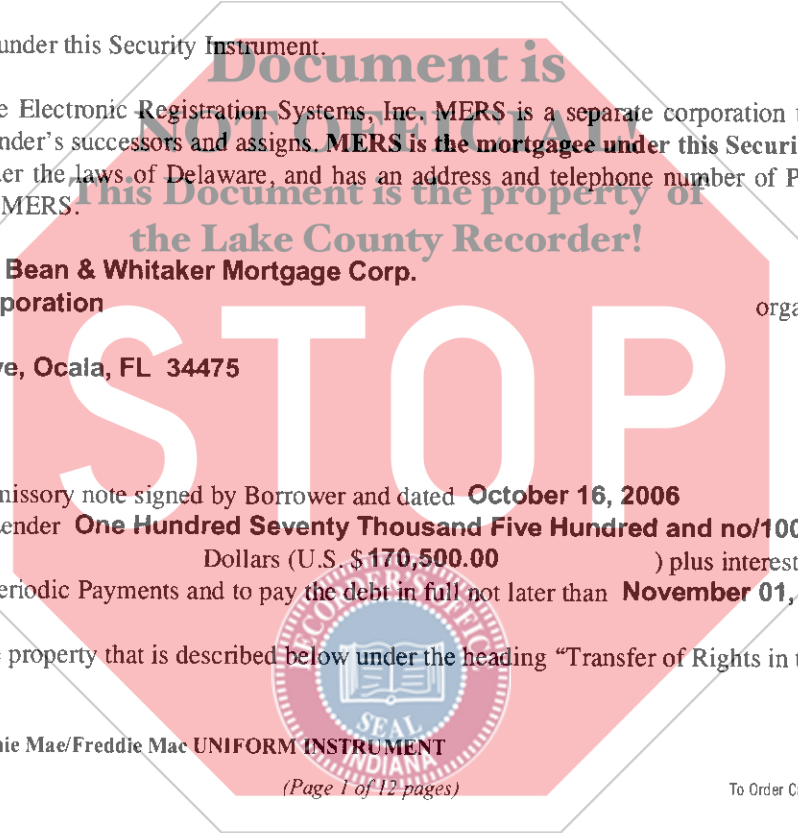 under this Security Instrument.
Document is
e Electronic Registration Systems, Inc. MERS is a separate corporation
NOT OFFICIAL!
nder's successors and assigns. MERS is the mortgagee under this Securi
er the laws of Delaware, and has an address and telephone number of P
This Document is the property of
MERS.
the Lake County Recorder!
Bean & Whitaker Mortgage Corp.
poration orga
STOP
ve, Ocala, FL 34475
nissory note signed by Borrower and dated October 16, 2006
ender One Hundred Seventy Thousand Five Hundred and no/100
Dollars (U.S. $170,500.00 ) plus interest
eriodic Payments and to pay the debt in full not later than November 01,
RECORDER'S OFFICE
property that is described below under the heading “Transfer of Rights in t
SEAL
nie Mae/Freddie Mac UNIFORM INSTRUMENT
INDIANA
(Page 1 of 12 pages) To Order C